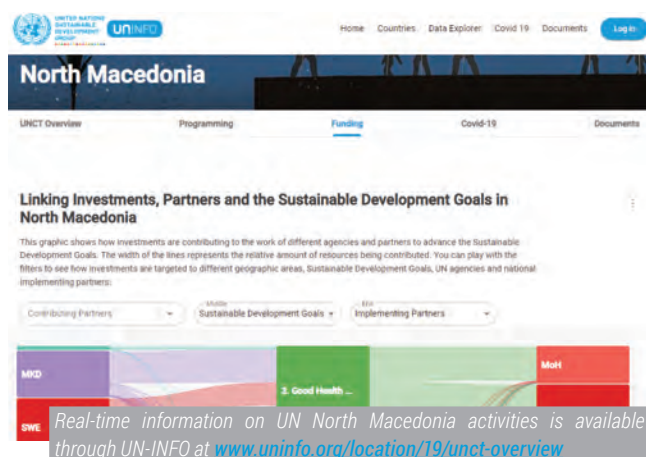 UNITED NATIONS
SUSTAINABLE
DEVELOPMENT
GROUP
UNINFO
Home Countries Data Explorer Covid 19 Documents Log in
North Macedonia
UNCT Overview Programming Funding Covid-19 Documents
Linking Investments, Partners and the Sustainable Development Goals in
North Macedonia
This graphic shows how investments are contributing to the work of different agencies and partners to advance the Sustainable
Development Goals. The width of the lines represents the relative amount of resources being contributed. You can play with the
filters to see how investments are targeted to different geographic areas, Sustainable Development Goals, UN agencies and national
implementing partners.
Middle
Contributing Partners Sustainable Development Goals Implementing Partners
MKD
MoH
2. Good Health ...
SWE
Real-time information on UN North Macedonia activities is available
through UN-INFO at www.uninfo.org/location/19/unct-overview